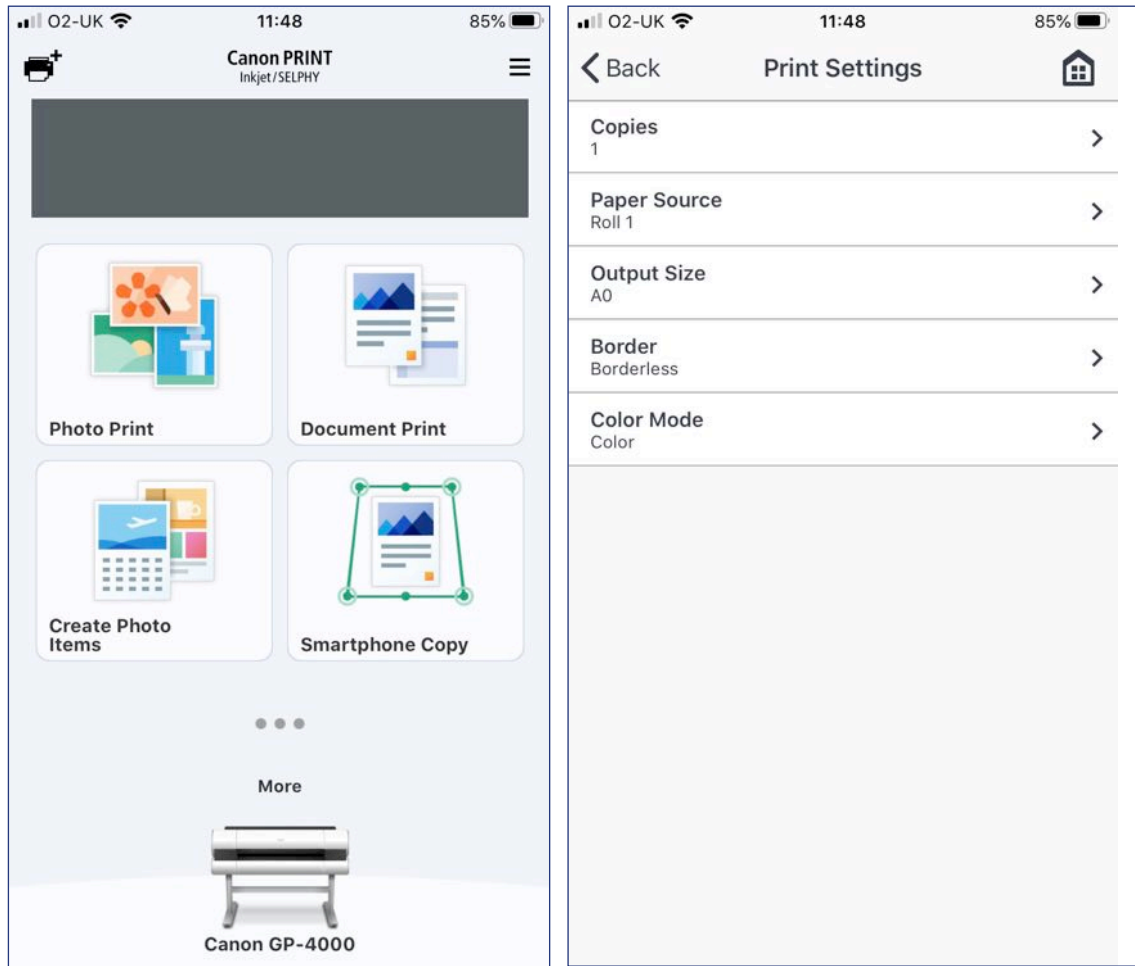 O2-UK 11:48 85%
Canon PRINT
Inkjet/SELPHY
Photo Print
Document Print
Create Photo
Items
Smartphone Copy
More
Canon GP-4000
O2-UK 11:48 85%
Back Print Settings
Copies
1
Paper Source
Roll 1
Output Size
A0
Border
Borderless
Color Mode
Color